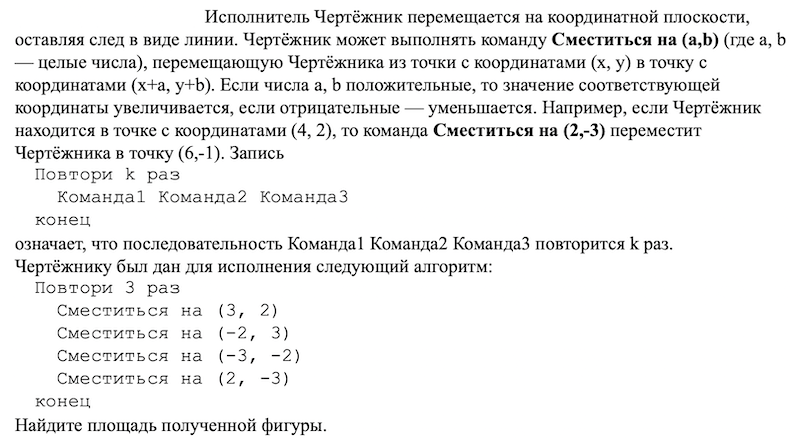 Исполнитель Чертёжник перемещается на координатной плоскости,
оставляя след в виде линии. Чертёжник может выполнять команду Сместиться на (a,b) (где a, b
— целые числа), перемещающую Чертёжника из точки с координатами (x, y) в точку с
координатами (x+a, y+b). Если числа a, b положительные, то значение соответствующей
координаты увеличивается, если отрицательные — уменьшается. Например, если Чертёжник
находится в точке с координатами (4, 2), то команда Сместиться на (2,-3) переместит
Чертёжника в точку (6,-1). Запись
Повтори k раз
Команда1 Команда2 Команда3
конец
означает, что последовательность Команда1 Команда2 Команда3 повторится k раз.
Чертёжнику был дан для исполнения следующий алгоритм:
Повтори 3 раз
Сместиться на (3, 2)
Сместиться на (-2, 3)
Сместиться на (-3, -2)
Сместиться на (2, -3)
конец
Найдите площадь полученной фигуры.